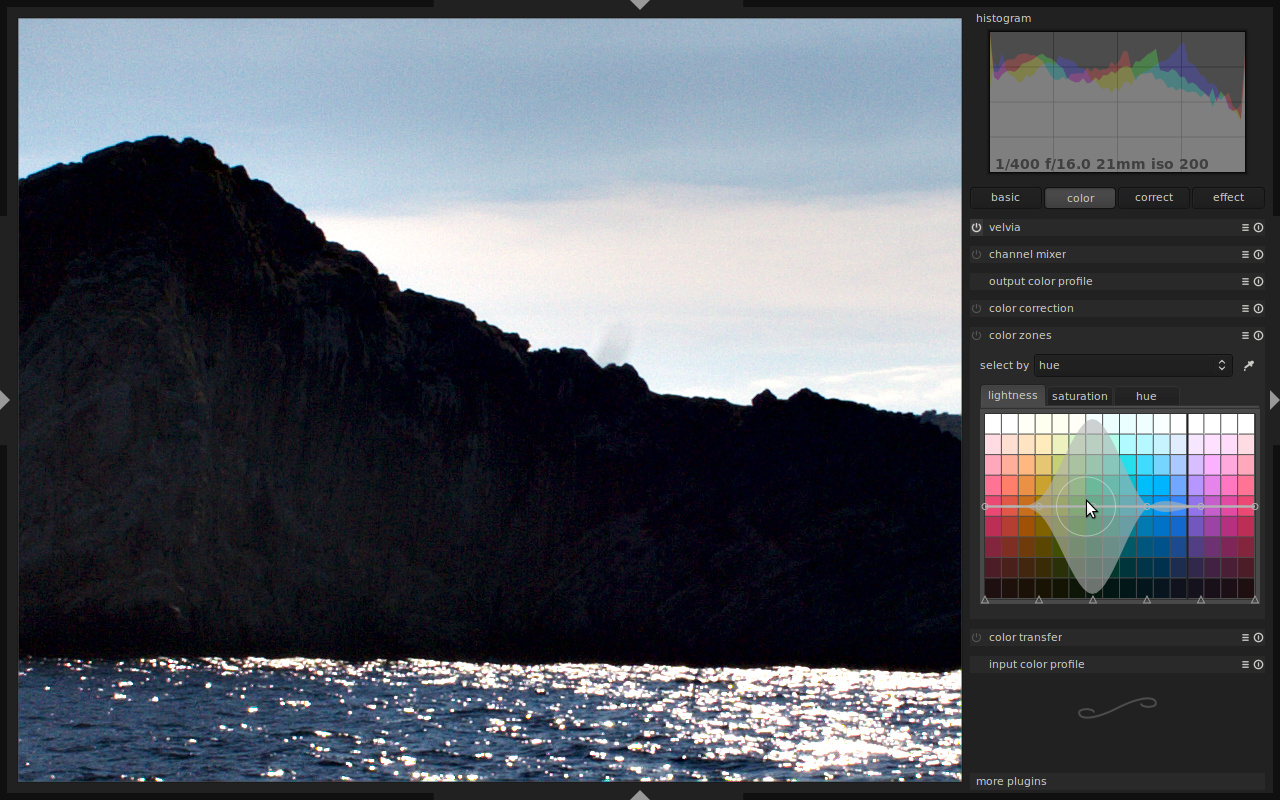 histogram
1/400 f/16.0 21mm iso 200
basic color correct effect
velvia
channel mixer
output color profile
color correction
color zones
select by hue
lightness saturation hue
color transfer
input color profile
more plugins